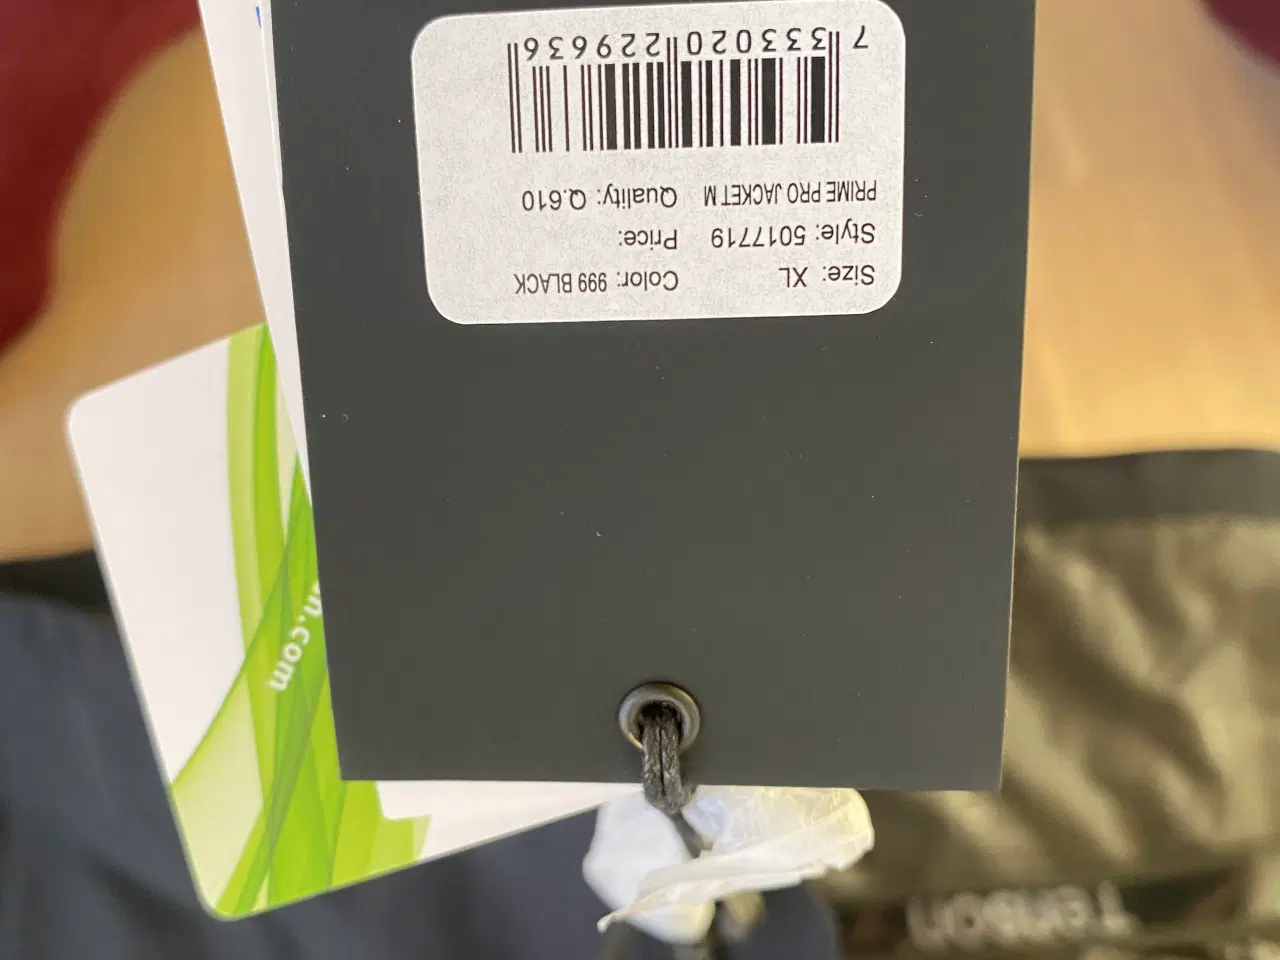 Size: XL Color: 999 BLACK
Style: 5017719 Price:
PRIME PRO JACKET M Quality: Q.610
7 333020 229636
n.com
Tenson